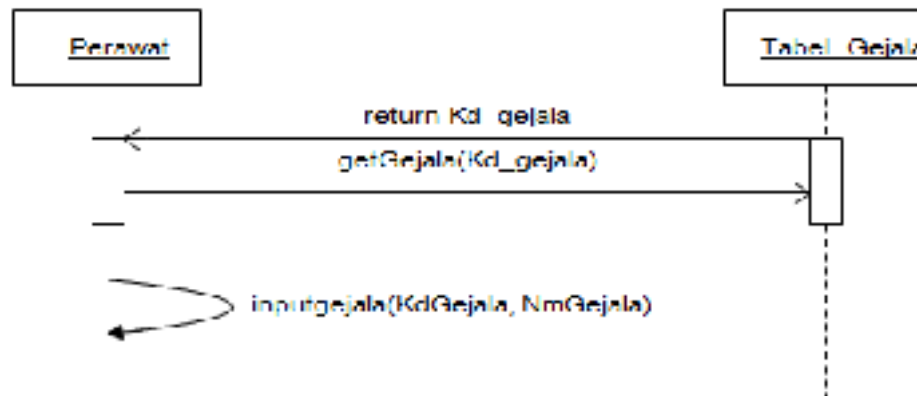 Perawat
Tabel_Gejala
return Kd_gejala
getGejala(Kd_gejala)
inputgejala(KdGejala, NmGejala)